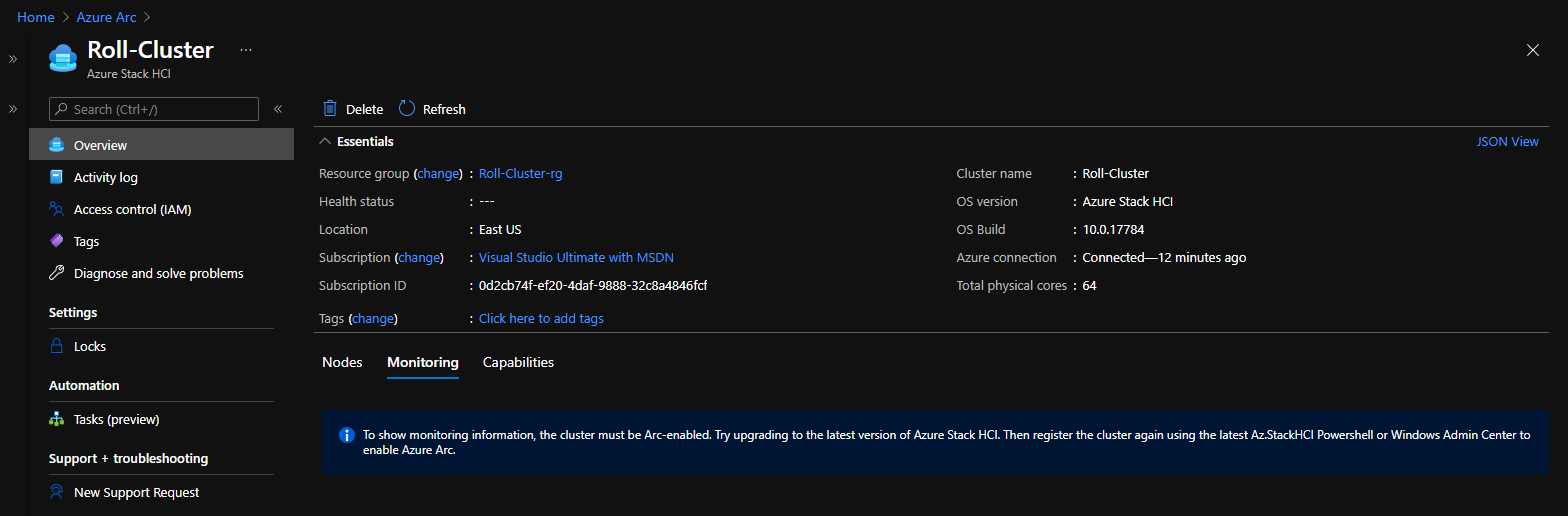 Home > Azure Arc >
Roll-Cluster ...
Azure Stack HCI
Search (Ctrl+/)
Overview
Activity log
Access control (IAM)
Tags
Diagnose and solve problems
Settings
Locks
Automation
Tasks (preview)
Support + troubleshooting
New Support Request
Delete Refresh
Essentials JSON View
Resource group (change) : Roll-Cluster-rg
Health status : ---
Location : East US
Subscription (change) : Visual Studio Ultimate with MSDN
Subscription ID : 0d2cb74f-ef20-4daf-9888-32c8a4846fcf
Tags (change) : Click here to add tags
Cluster name : Roll-Cluster
OS version : Azure Stack HCI
OS Build : 10.0.17784
Azure connection : Connected—12 minutes ago
Total physical cores : 64
Nodes Monitoring Capabilities
To show monitoring information, the cluster must be Arc-enabled. Try upgrading to the latest version of Azure Stack HCI. Then register the cluster again using the latest Az.StackHCI Powershell or Windows Admin Center to
enable Azure Arc.